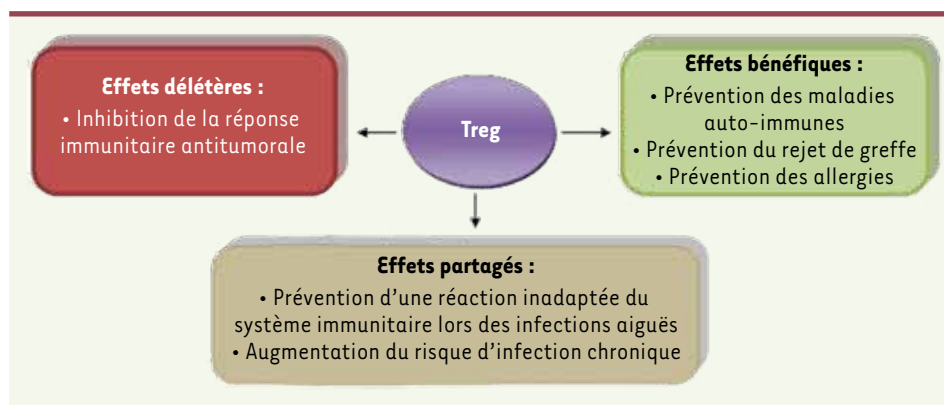 Effets délétères :
• Inhibition de la réponse
immunitaire antitumorale
Treg
Effets bénéfiques :
• Prévention des maladies
auto-immunes
• Prévention du rejet de greffe
• Prévention des allergies
Effets partagés :
• Prévention d'une réaction inadaptée du
système immunitaire lors des infections aiguës
• Augmentation du risque d'infection chronique